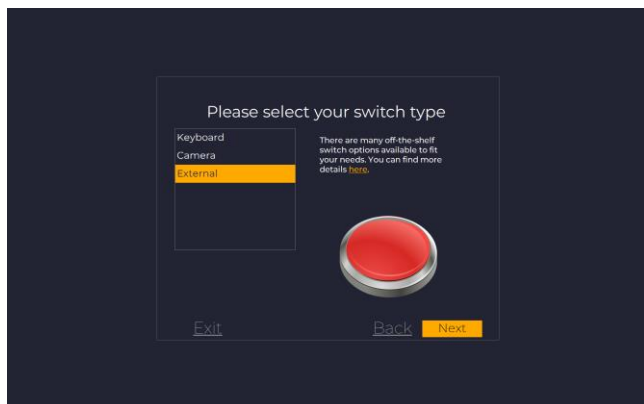 Please select your switch type
Keyboard
Camera
External
There are many off-the-shelf
switch options available to fit
your needs. You can find more
details here.
Exit
Back
Next